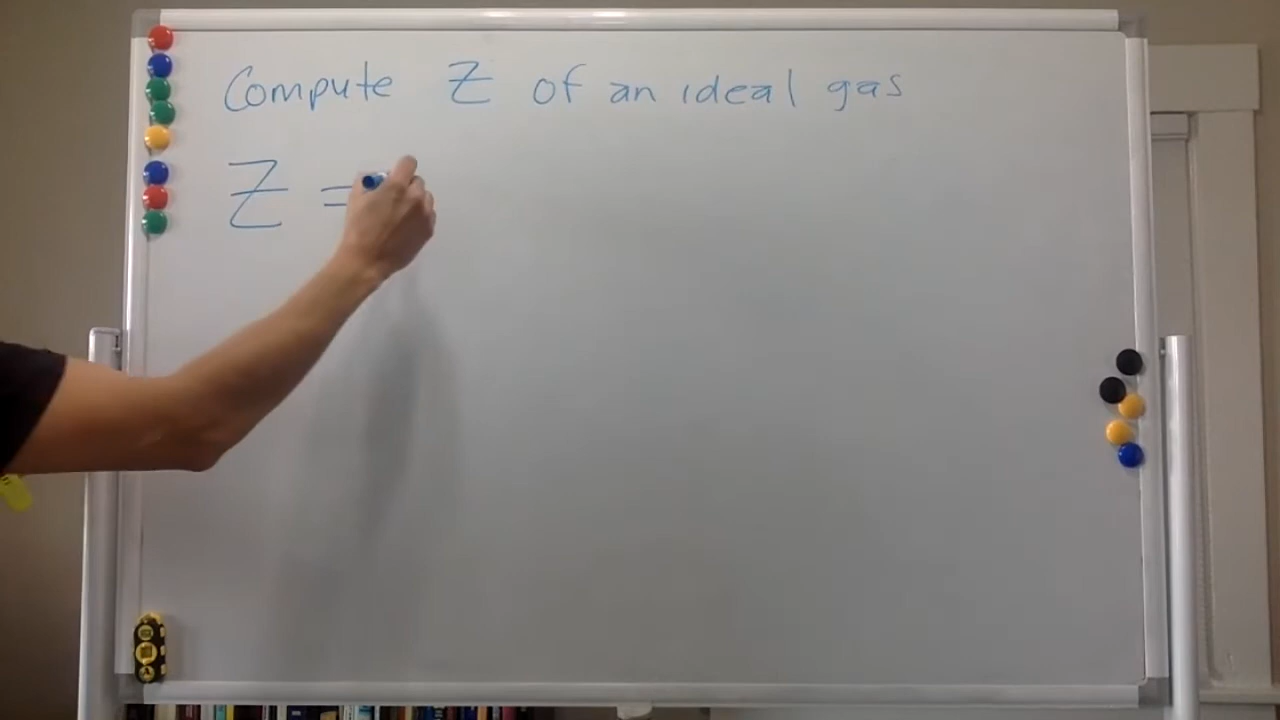 Compute Z of an ideal gas
Z =